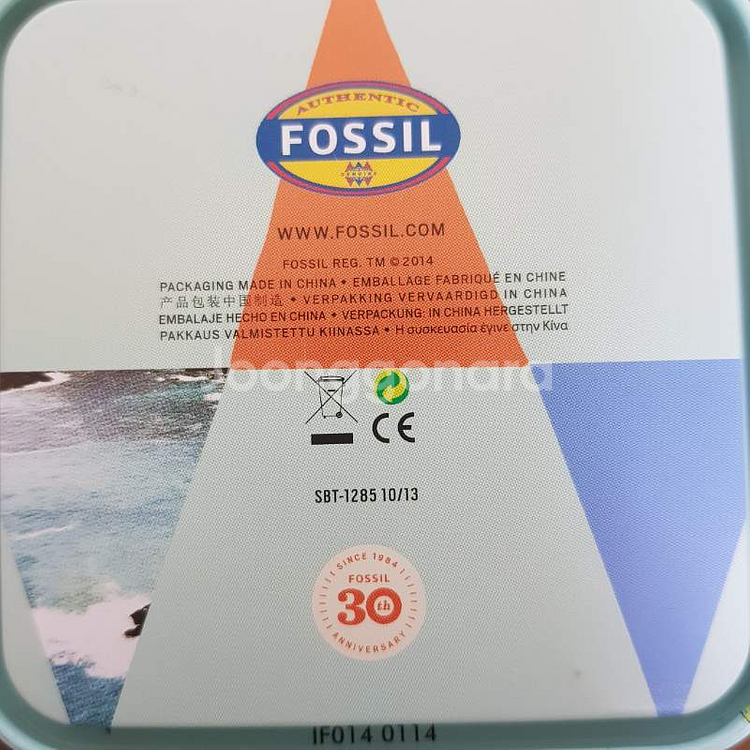 AUTHENTIC
FOSSIL
WWW.FOSSIL.COM
FOSSIL REG. TM © 2014
PACKAGING MADE IN CHINA • EMBALLAGE FABRIQUÉ EN CHINE
产品包装中国制造 • VERPAKKING VERVAARDIGD IN CHINA
EMBALAJE HECHO EN CHINA • VERPACKUNG: IN CHINA HERGESTELLT
PAKKAUS VALMISTETTU KIINASSA • Η συσκευασία έγινε στην Κίνα
Joonggonara
CE
SBT-1285 10/13
SINCE 1984
FOSSIL
30th
ANNIVERSARY
IF014 0114